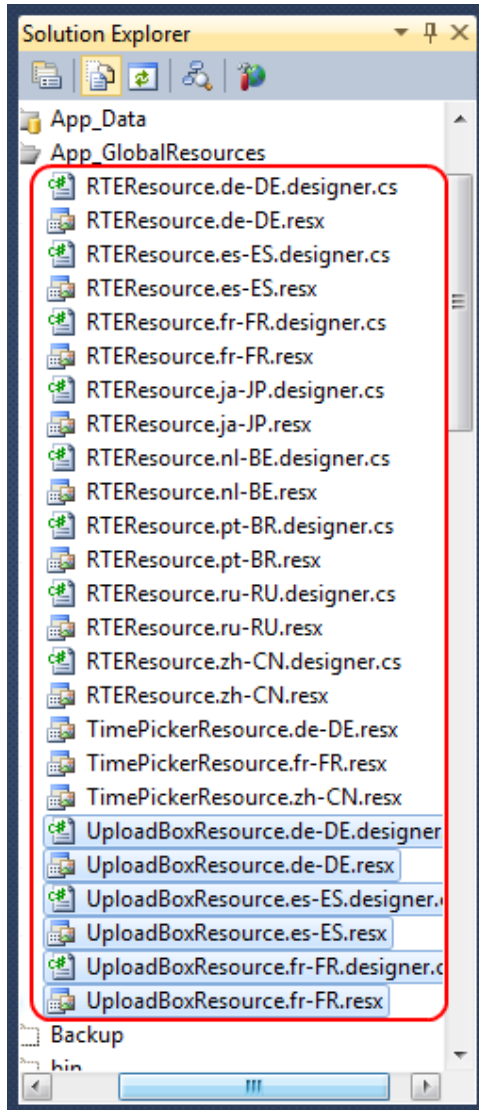 Solution Explorer
App_Data
App_GlobalResources
RTEResource.de-DE.designer.cs
RTEResource.de-DE.resx
RTEResource.es-ES.designer.cs
RTEResource.es-ES.resx
RTEResource.fr-FR.designer.cs
RTEResource.fr-FR.resx
RTEResource.ja-JP.designer.cs
RTEResource.ja-JP.resx
RTEResource.nl-BE.designer.cs
RTEResource.nl-BE.resx
RTEResource.pt-BR.designer.cs
RTEResource.pt-BR.resx
RTEResource.ru-RU.designer.cs
RTEResource.ru-RU.resx
RTEResource.zh-CN.designer.cs
RTEResource.zh-CN.resx
TimePickerResource.de-DE.resx
TimePickerResource.fr-FR.resx
TimePickerResource.zh-CN.resx
UploadBoxResource.de-DE.designer
UploadBoxResource.de-DE.resx
UploadBoxResource.es-ES.designer.
UploadBoxResource.es-ES.resx
UploadBoxResource.fr-FR.designer.c
UploadBoxResource.fr-FR.resx
Backup
bin